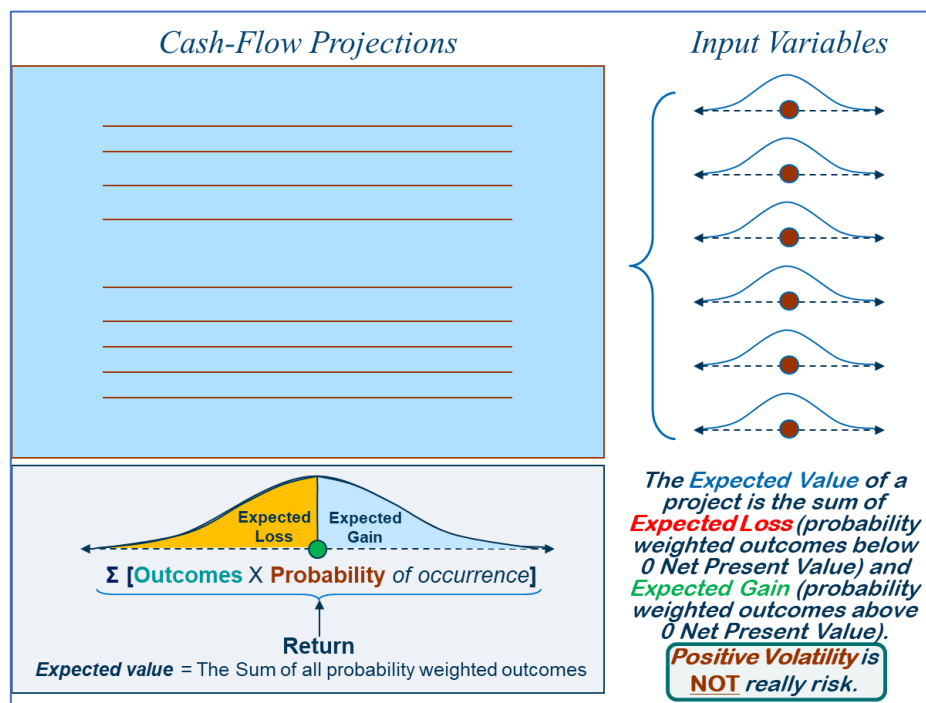 Cash-Flow Projections
Input Variables
Expected
Loss
Expected
Gain
Σ [Outcomes X Probability of occurrence]
Return
Expected value = The Sum of all probability weighted outcomes
The Expected Value of a
project is the sum of
Expected Loss (probability
weighted outcomes below
0 Net Present Value) and
Expected Gain (probability
weighted outcomes above
0 Net Present Value).
Positive Volatility is
NOT really risk.